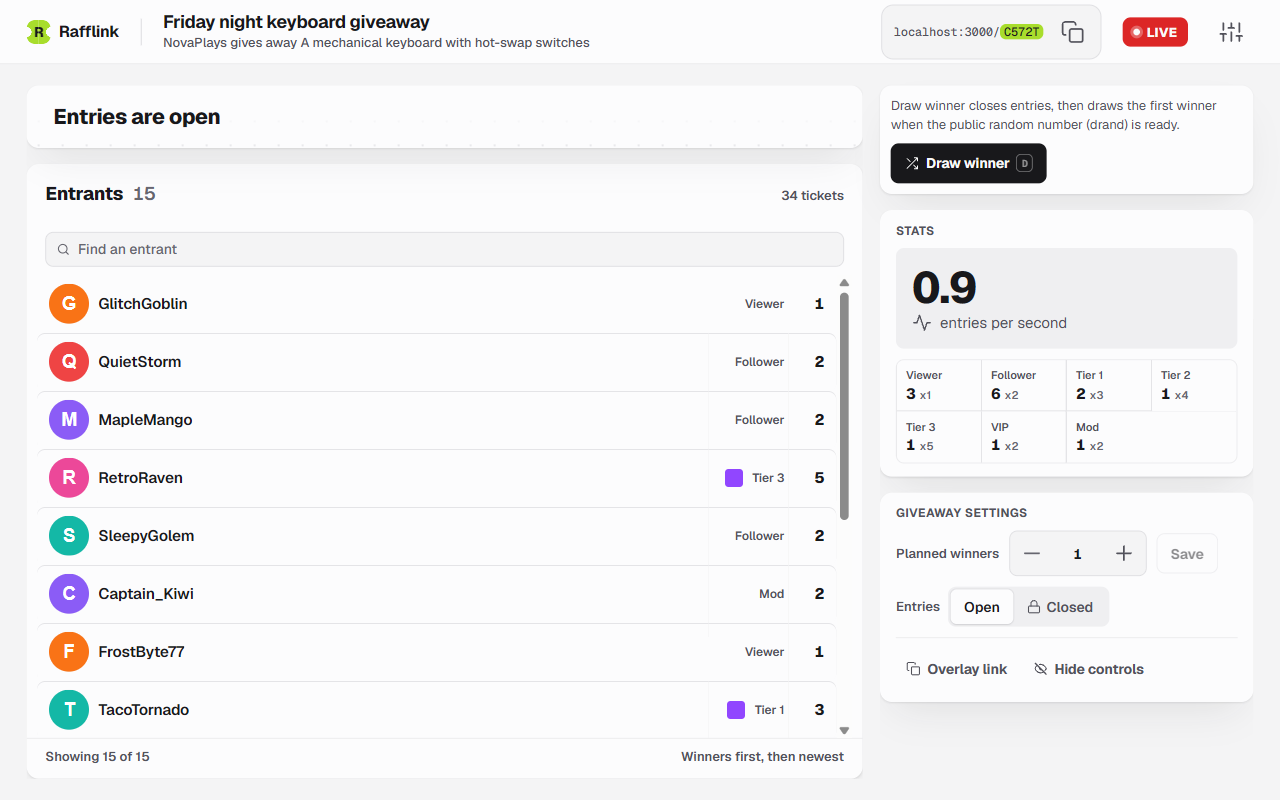 R Rafflink
Friday night keyboard giveaway
NovaPlays gives away A mechanical keyboard with hot-swap switches
localhost:3000/C572T
LIVE
Entries are open
Entrants 15
34 tickets
Find an entrant
G GlitchGoblin Viewer 1
Q QuietStorm Follower 2
M MapleMango Follower 2
R RetroRaven Tier 3 5
S SleepyGolem Follower 2
C Captain_Kiwi Mod 2
F FrostByte77 Viewer 1
T TacoTornado Tier 1 3
Showing 15 of 15
Winners first, then newest
Draw winner closes entries, then draws the first winner
when the public random number (drand) is ready.
Draw winner D
STATS
0.9
entries per second
Viewer Follower Tier 1 Tier 2
3 x1 6 x2 2 x3 1 x4
Tier 3 VIP Mod
1 x5 1 x2 1 x2
GIVEAWAY SETTINGS
Planned winners 1 Save
Entries Open Closed
Overlay link Hide controls